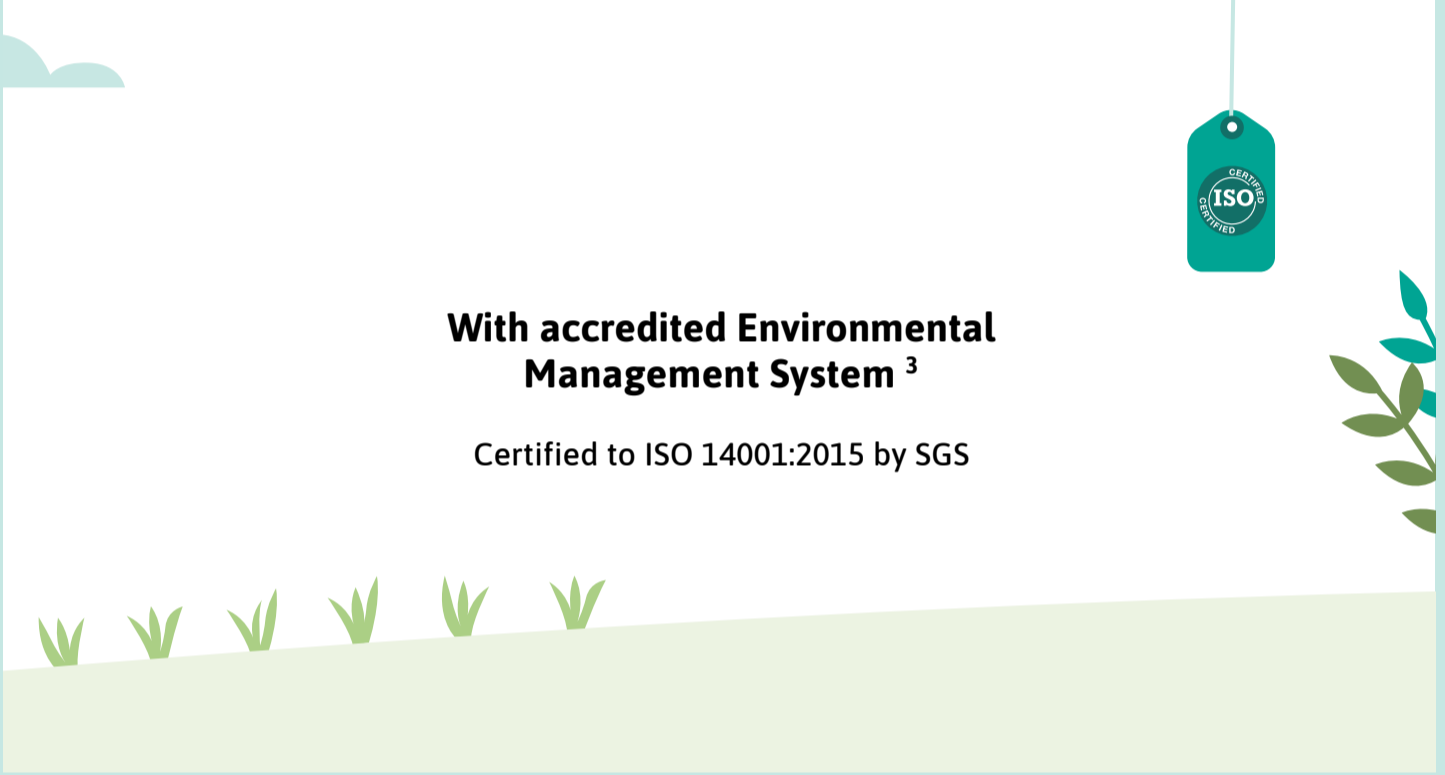 CERTIFIED
ISO
CERTIFIED
With accredited Environmental
Management System ³
Certified to ISO 14001:2015 by SGS